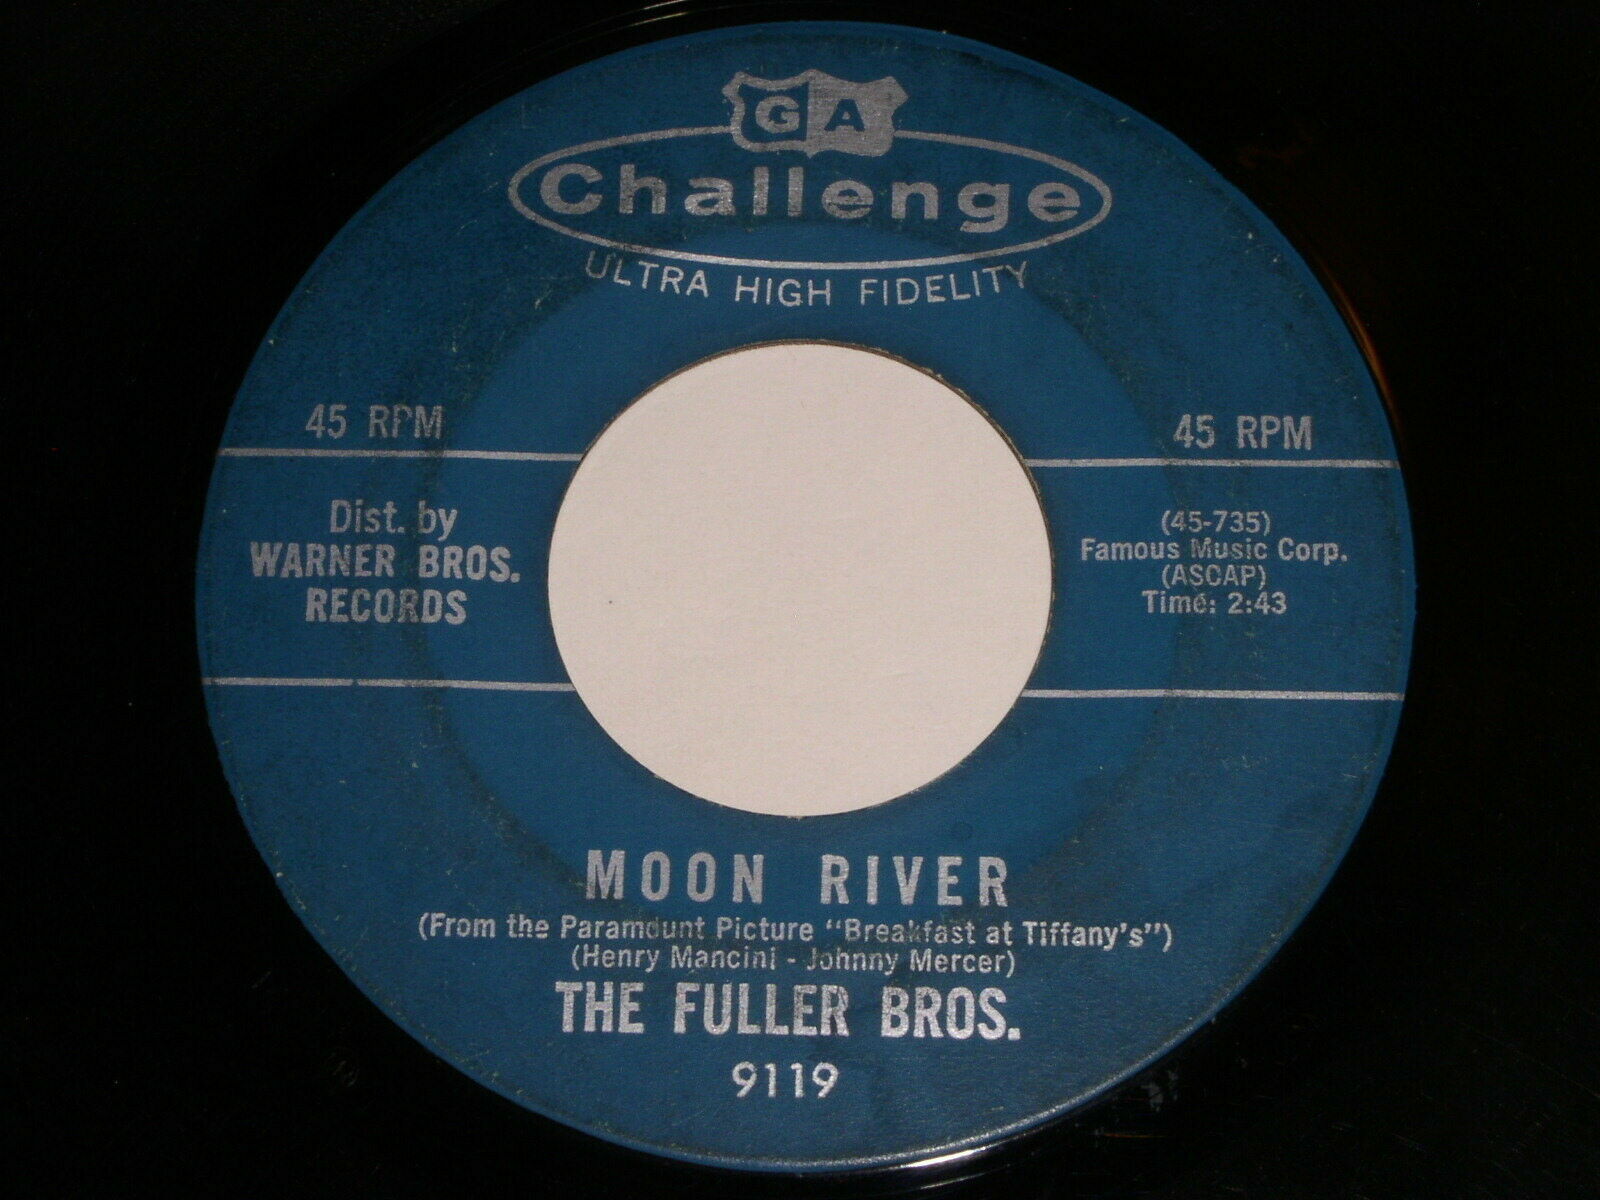 GA
Challenge
ULTRA HIGH FIDELITY
45 RPM
45 RPM
Dist. by
WARNER BROS.
RECORDS
(45-735)
Famous Music Corp.
(ASCAP)
Time: 2:43
MOON RIVER
(From the Paramount Picture "Breakfast at Tiffany's")
(Henry Mancini - Johnny Mercer)
THE FULLER BROS.
9119